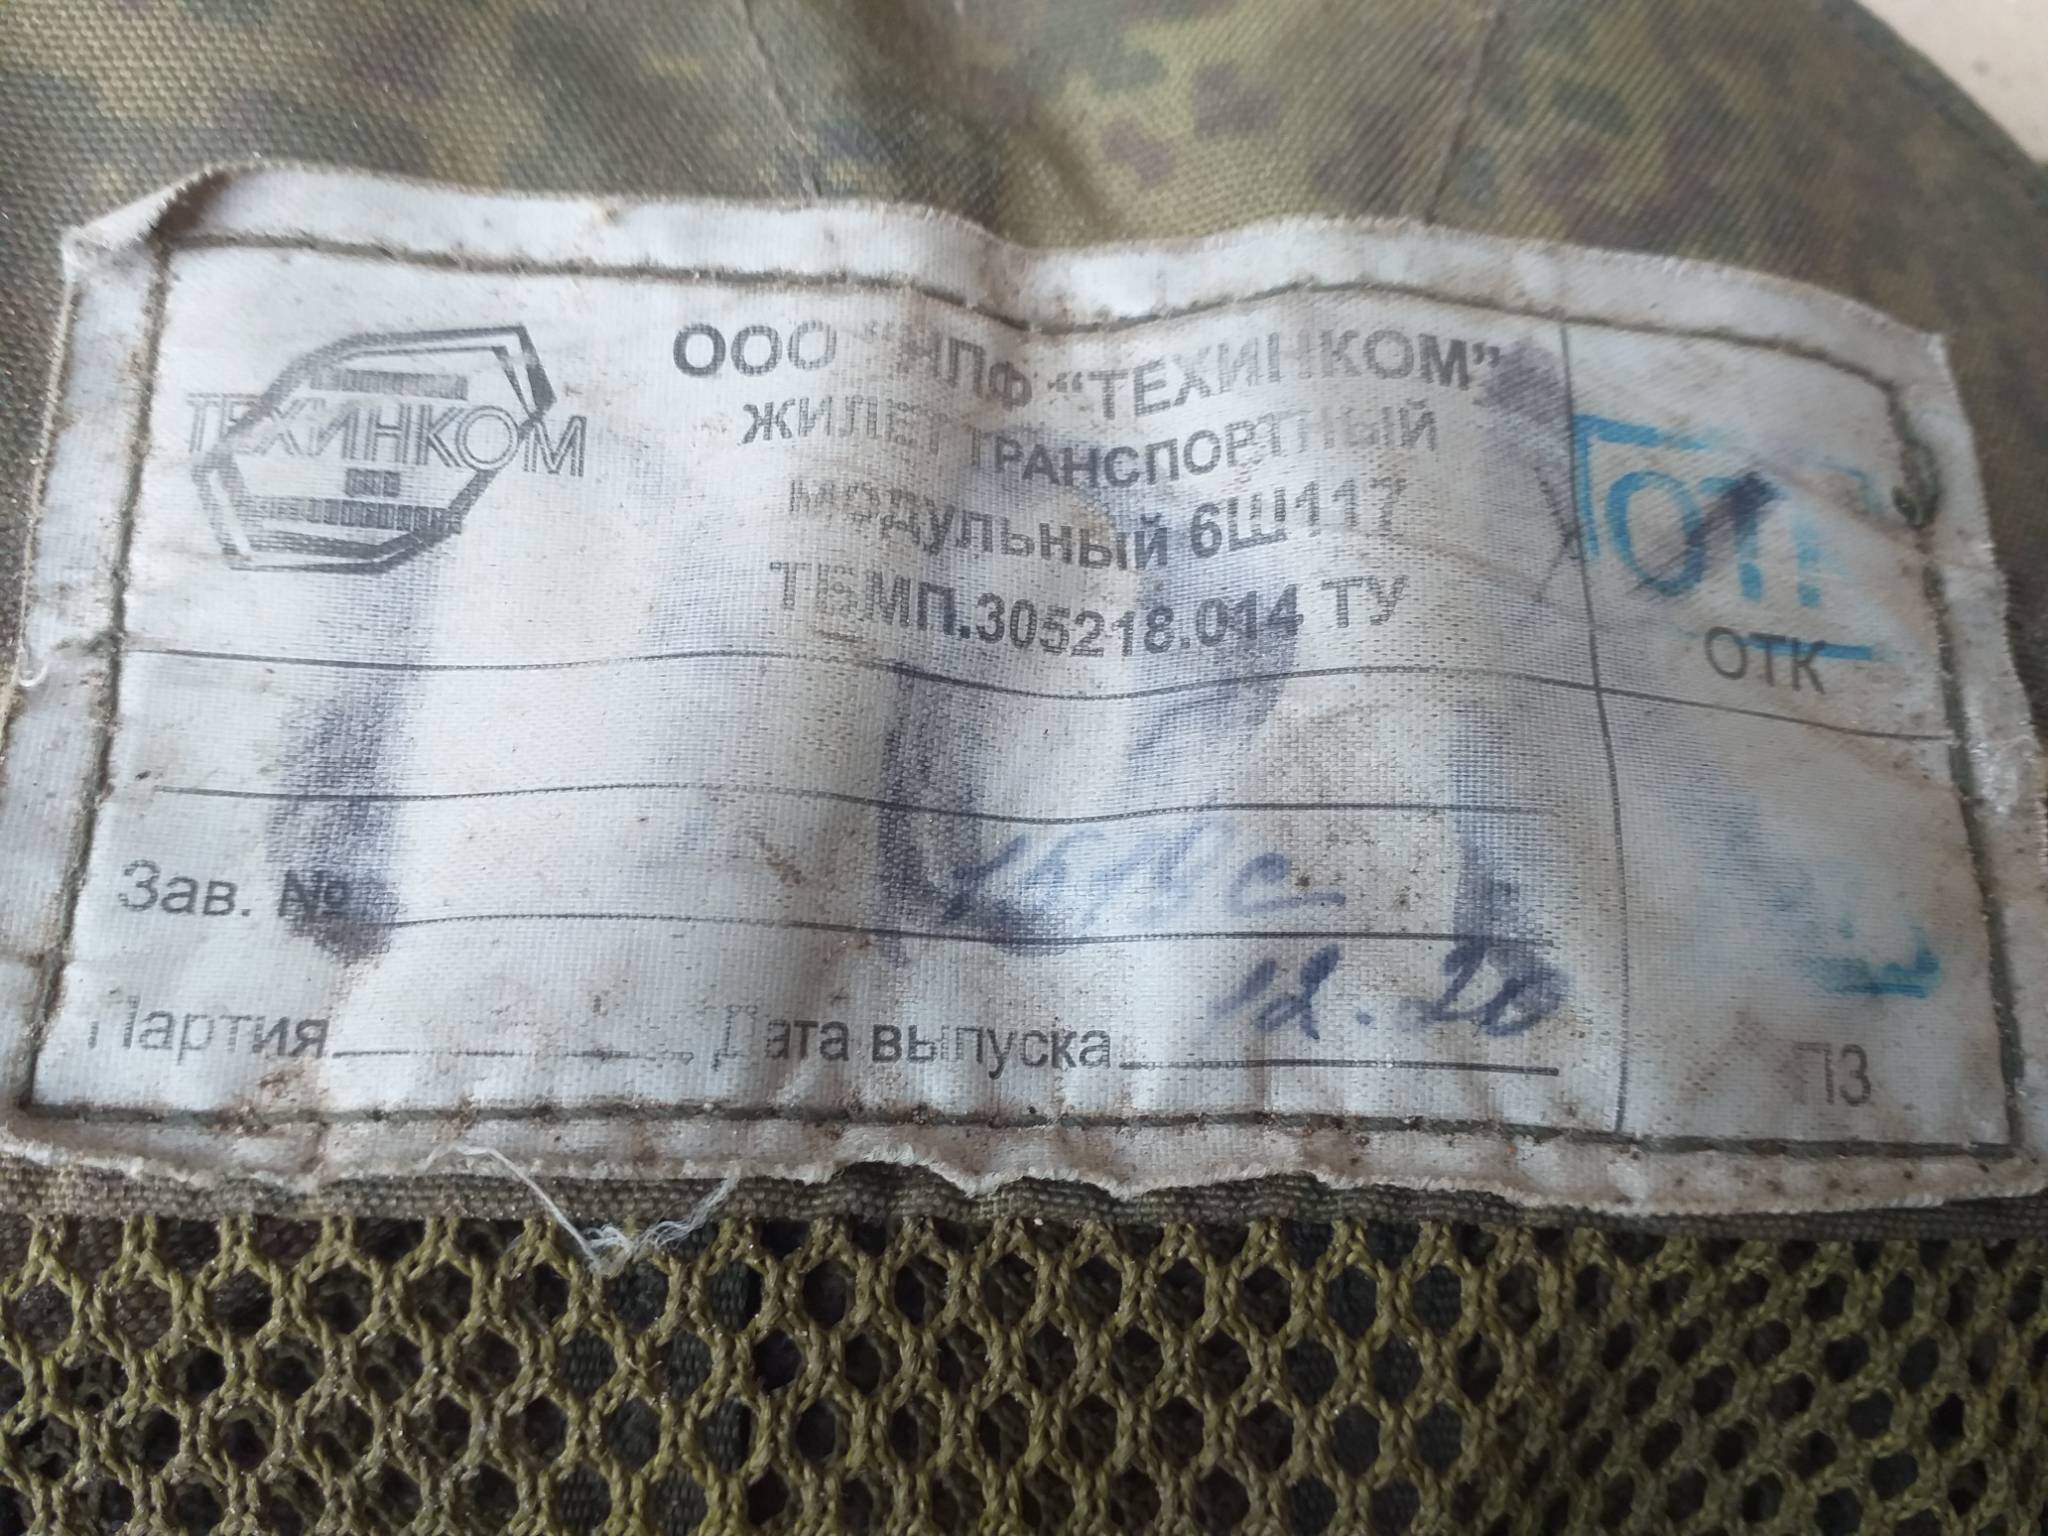 ТЕХИНКОМ
ООО "НПФ "ТЕХИНКОМ"
ЖИЛЕТ ТРАНСПОРТНЫЙ
МОДУЛЬНЫЙ 6Ш117
ТБМП.305218.014 ТУ
ОТК
Зав. №
Партия Дата выпуска 12.20
ПЗ